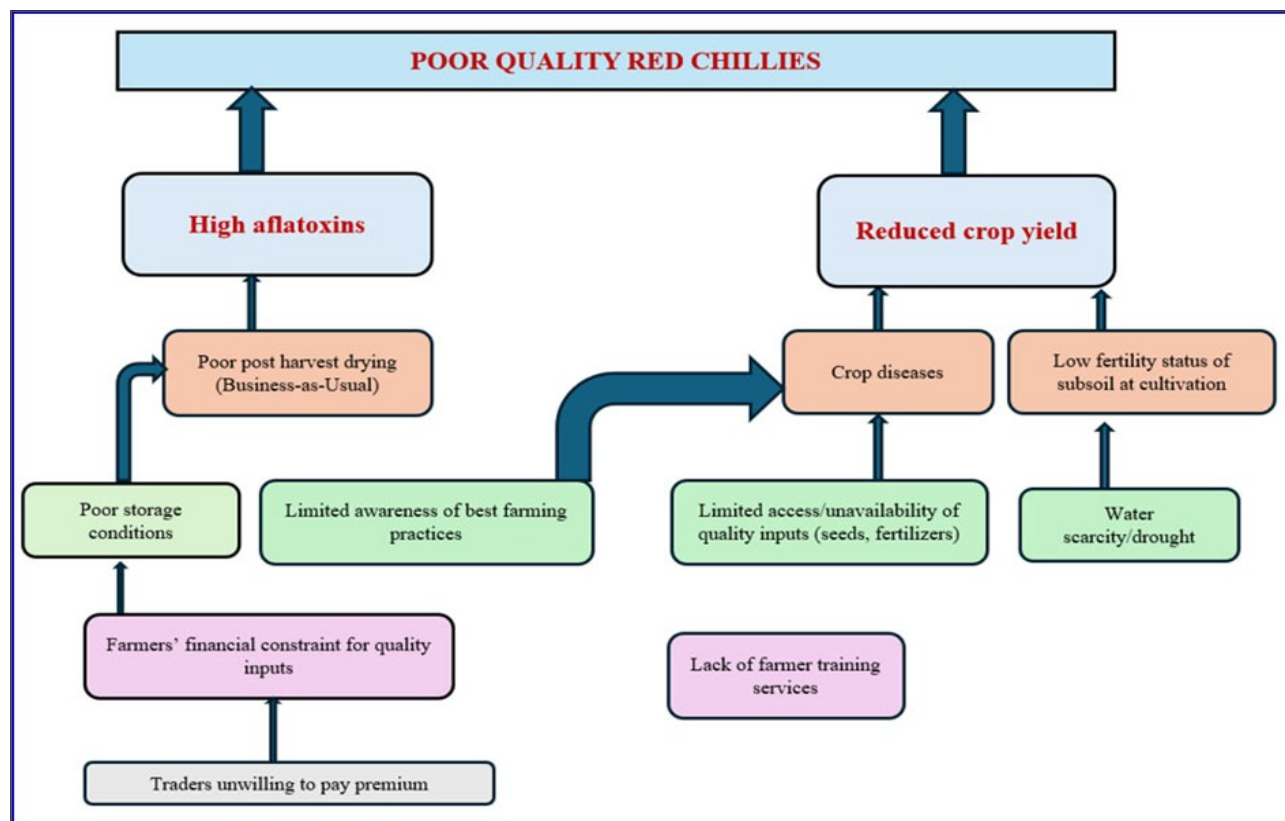 POOR QUALITY RED CHILLIES
High aflatoxins
Reduced crop yield
Poor post harvest drying
(Business-as-Usual)
Crop diseases
Low fertility status of
subsoil at cultivation
Poor storage
conditions
Limited awareness of best farming
practices
Limited access/unavailability of
quality inputs (seeds, fertilizers)
Water
scarcity/drought
Farmers’ financial constraint for quality
inputs
Lack of farmer training
services
Traders unwilling to pay premium